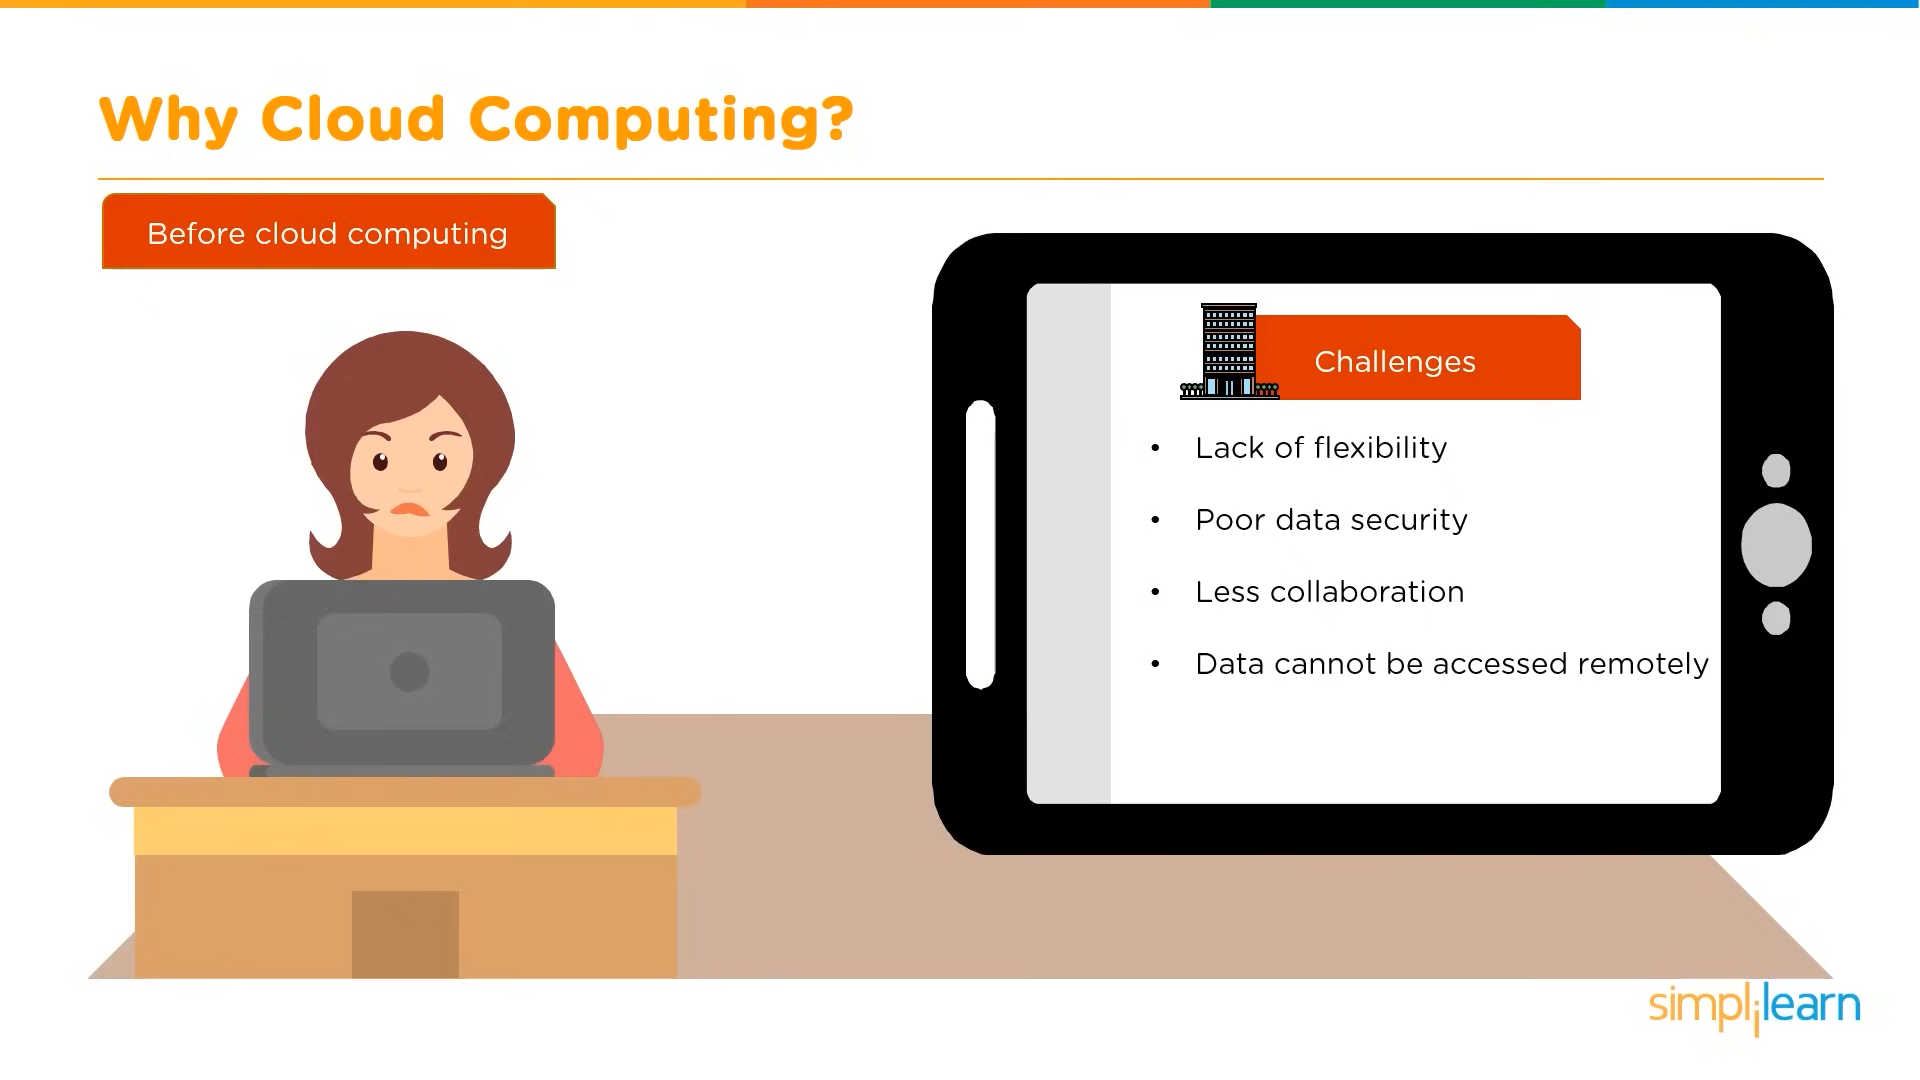 Why Cloud Computing?
Before cloud computing
Challenges
• Lack of flexibility
• Poor data security
• Less collaboration
• Data cannot be accessed remotely
simplilearn